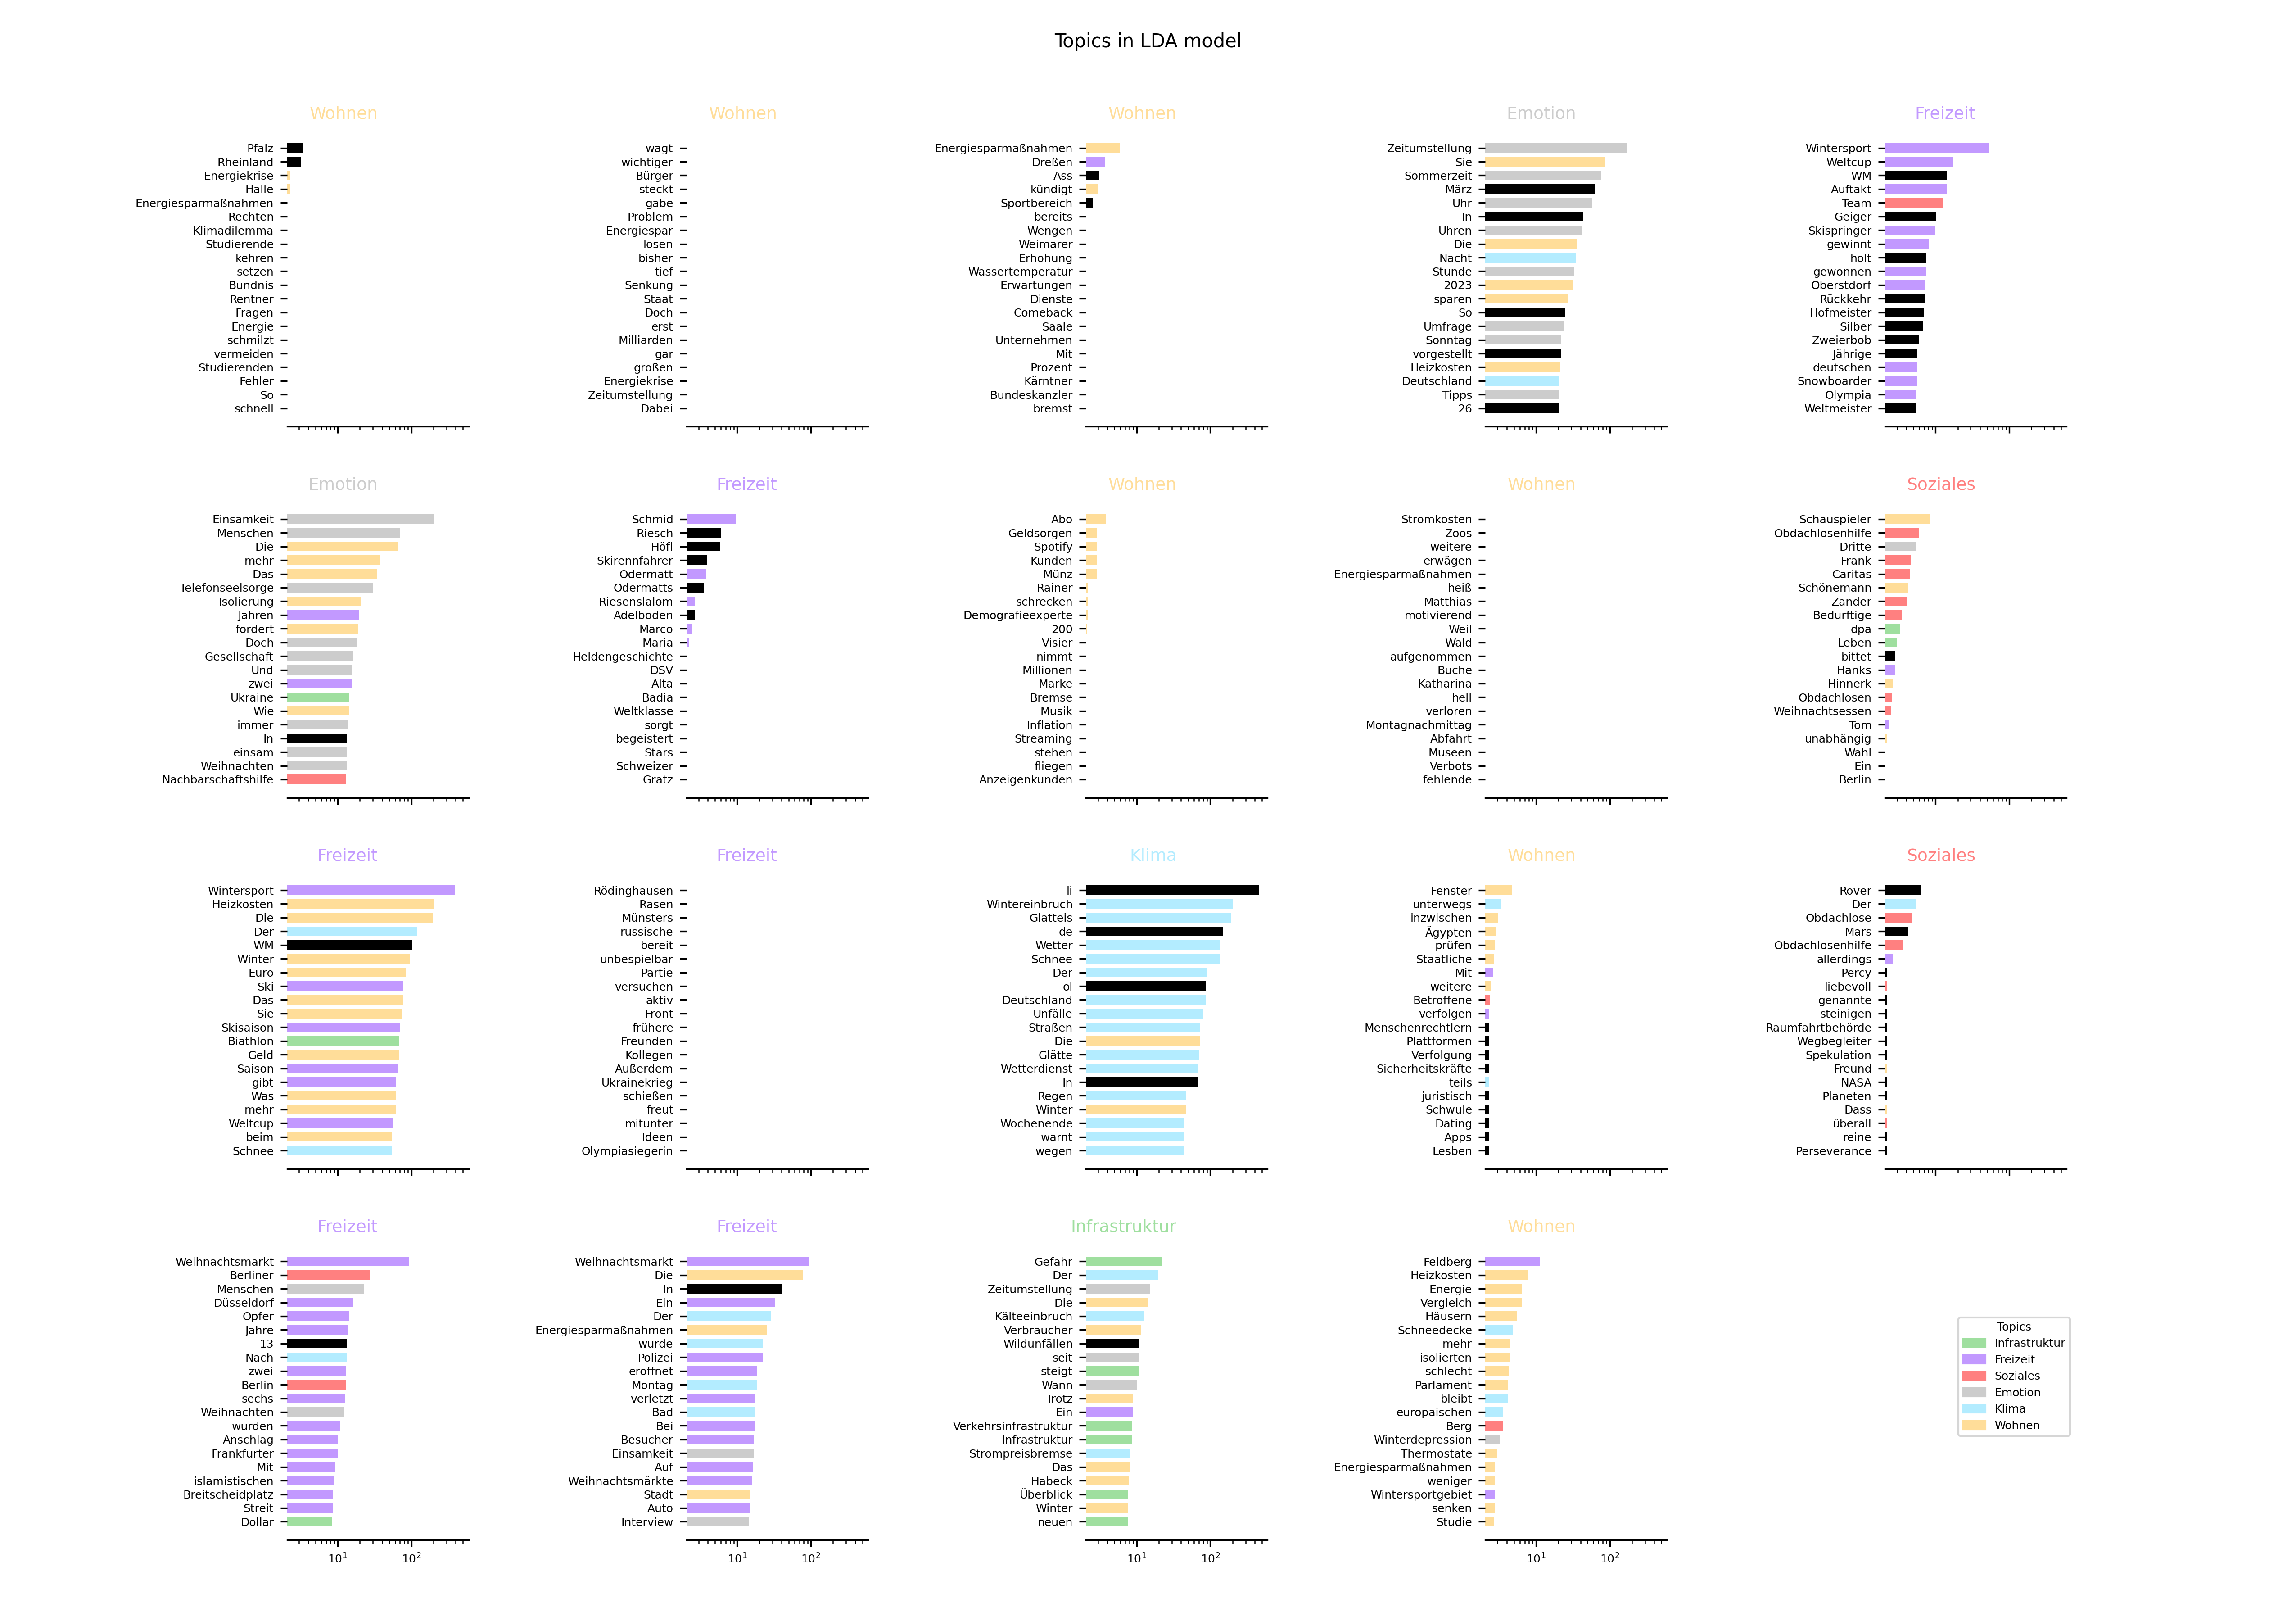 Topics in LDA model
Wohnen
Pfalz
Rheinland
Energiekrise
Halle
Energiesparmaßnahmen
Rechten
Klimadilemma
Studierende
kehren
setzen
Bündnis
Rentner
Fragen
Energie
schmilzt
vermeiden
Studierenden
Fehler
So
schnell
Wohnen
wagt
wichtiger
Bürger
steckt
gäbe
Problem
Energiespar
lösen
bisher
tief
Senkung
Staat
Doch
erst
Milliarden
gar
großen
Energiekrise
Zeitumstellung
Dabei
Wohnen
Energiesparmaßnahmen
Dreßen
Ass
kündigt
Sportbereich
bereits
Wengen
Weimarer
Erhöhung
Wassertemperatur
Erwartungen
Dienste
Comeback
Saale
Unternehmen
Mit
Prozent
Kärntner
Bundeskanzler
bremst
Emotion
Zeitumstellung
Sie
Sommerzeit
März
Uhr
In
Uhren
Die
Nacht
Stunde
2023
sparen
So
Umfrage
Sonntag
vorgestellt
Heizkosten
Deutschland
Tipps
26
Freizeit
Wintersport
Weltcup
WM
Auftakt
Team
Geiger
Skispringer
gewinnt
holt
gewonnen
Oberstdorf
Rückkehr
Hofmeister
Silber
Zweierbob
Jährige
deutschen
Snowboarder
Olympia
Weltmeister
Emotion
Einsamkeit
Menschen
Die
mehr
Das
Telefonseelsorge
Isolierung
Jahren
fordert
Doch
Gesellschaft
Und
zwei
Ukraine
Wie
immer
In
einsam
Weihnachten
Nachbarschaftshilfe
Freizeit
Schmid
Riesch
Höfl
Skirennfahrer
Odermatt
Odermatts
Riesenslalom
Adelboden
Marco
Maria
Heldengeschichte
DSV
Alta
Badia
Weltklasse
sorgt
begeistert
Stars
Schweizer
Gratz
Wohnen
Abo
Geldsorgen
Spotify
Kunden
Münz
Rainer
schrecken
Demografieexperte
200
Visier
nimmt
Millionen
Marke
Bremse
Musik
Inflation
Streaming
stehen
fliegen
Anzeigenkunden
Wohnen
Stromkosten
Zoos
weitere
erwägen
Energiesparmaßnahmen
heiß
Matthias
motivierend
Weil
Wald
aufgenommen
Buche
Katharina
hell
verloren
Montagnachmittag
Abfahrt
Museen
Verbots
fehlende
Soziales
Schauspieler
Obdachlosenhilfe
Dritte
Frank
Caritas
Schönemann
Zander
Bedürftige
dpa
Leben
bittet
Hanks
Hinnerk
Obdachlosen
Weihnachtsessen
Tom
unabhängig
Wahl
Ein
Berlin
Freizeit
Wintersport
Heizkosten
Die
Der
WM
Winter
Euro
Ski
Das
Sie
Skisaison
Biathlon
Geld
Saison
gibt
Was
mehr
Weltcup
beim
Schnee
Freizeit
Rödinghausen
Rasen
Münsters
russische
bereit
unbespielbar
Partie
versuchen
aktiv
Front
frühere
Freunden
Kollegen
Außerdem
Ukrainekrieg
schießen
freut
mitunter
Ideen
Olympiasiegerin
Klima
li
Wintereinbruch
Glatteis
de
Wetter
Schnee
Der
ol
Deutschland
Unfälle
Straßen
Die
Glätte
Wetterdienst
In
Regen
Winter
Wochenende
warnt
wegen
Wohnen
Fenster
unterwegs
inzwischen
Ägypten
prüfen
Staatliche
Mit
weitere
Betroffene
verfolgen
Menschenrechtlern
Plattformen
Verfolgung
Sicherheitskräfte
teils
juristisch
Schwule
Dating
Apps
Lesben
Soziales
Rover
Der
Obdachlose
Mars
Obdachlosenhilfe
allerdings
Percy
liebevoll
genannte
steinigen
Raumfahrtbehörde
Wegbegleiter
Spekulation
Freund
NASA
Planeten
Dass
überall
reine
Perseverance
Freizeit
Weihnachtsmarkt
Berliner
Menschen
Düsseldorf
Opfer
Jahre
13
Nach
zwei
Berlin
sechs
Weihnachten
wurden
Anschlag
Frankfurter
Mit
islamistischen
Breitscheidplatz
Streit
Dollar
10¹ 10²
Freizeit
Weihnachtsmarkt
Die
In
Ein
Der
Energiesparmaßnahmen
wurde
Polizei
eröffnet
Montag
verletzt
Bad
Bei
Besucher
Einsamkeit
Auf
Weihnachtsmärkte
Stadt
Auto
Interview
10¹ 10²
Infrastruktur
Gefahr
Der
Zeitumstellung
Die
Kälteeinbruch
Verbraucher
Wildunfällen
seit
steigt
Wann
Trotz
Ein
Verkehrsinfrastruktur
Infrastruktur
Strompreisbremse
Das
Habeck
Überblick
Winter
neuen
10¹ 10²
Wohnen
Feldberg
Heizkosten
Energie
Vergleich
Häusern
Schneedecke
mehr
isolierten
schlecht
Parlament
bleibt
europäischen
Berg
Winterdepression
Thermostate
Energiesparmaßnahmen
weniger
Wintersportgebiet
senken
Studie
10¹ 10²
Topics
Infrastruktur
Freizeit
Soziales
Emotion
Klima
Wohnen